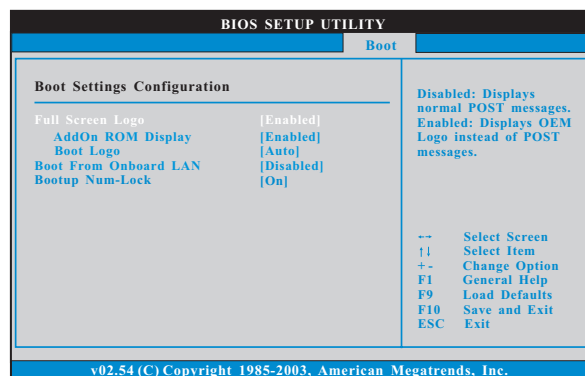 BIOS SETUP UTILITY
Boot
Boot Settings Configuration
Full Screen Logo [Enabled]
AddOn ROM Display [Enabled]
Boot Logo [Auto]
Boot From Onboard LAN [Disabled]
Bootup Num-Lock [On]
Disabled: Displays
normal POST messages.
Enabled: Displays OEM
Logo instead of POST
messages.
←→ Select Screen
↑↓ Select Item
+ - Change Option
F1 General Help
F9 Load Defaults
F10 Save and Exit
ESC Exit
v02.54 (C) Copyright 1985-2003, American Megatrends, Inc.